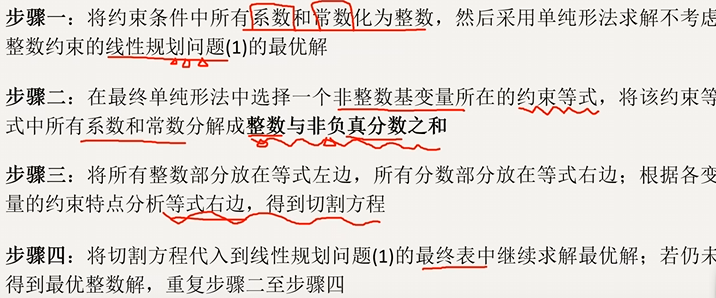 步骤一：将约束条件中所有系数和常数化为整数，然后采用单纯形法求解不考虑
整数约束的线性规划问题(1)的最优解
步骤二：在最终单纯形法中选择一个非整数基变量所在的约束等式，将该约束等
式中所有系数和常数分解成整数与非负真分数之和
步骤三：将所有整数部分放在等式左边，所有分数部分放在等式右边；根据各变
量的约束特点分析等式右边，得到切割方程
步骤四：将切割方程代入到线性规划问题(1)的最终表中继续求解最优解；若仍未
得到最优整数解，重复步骤二至步骤四